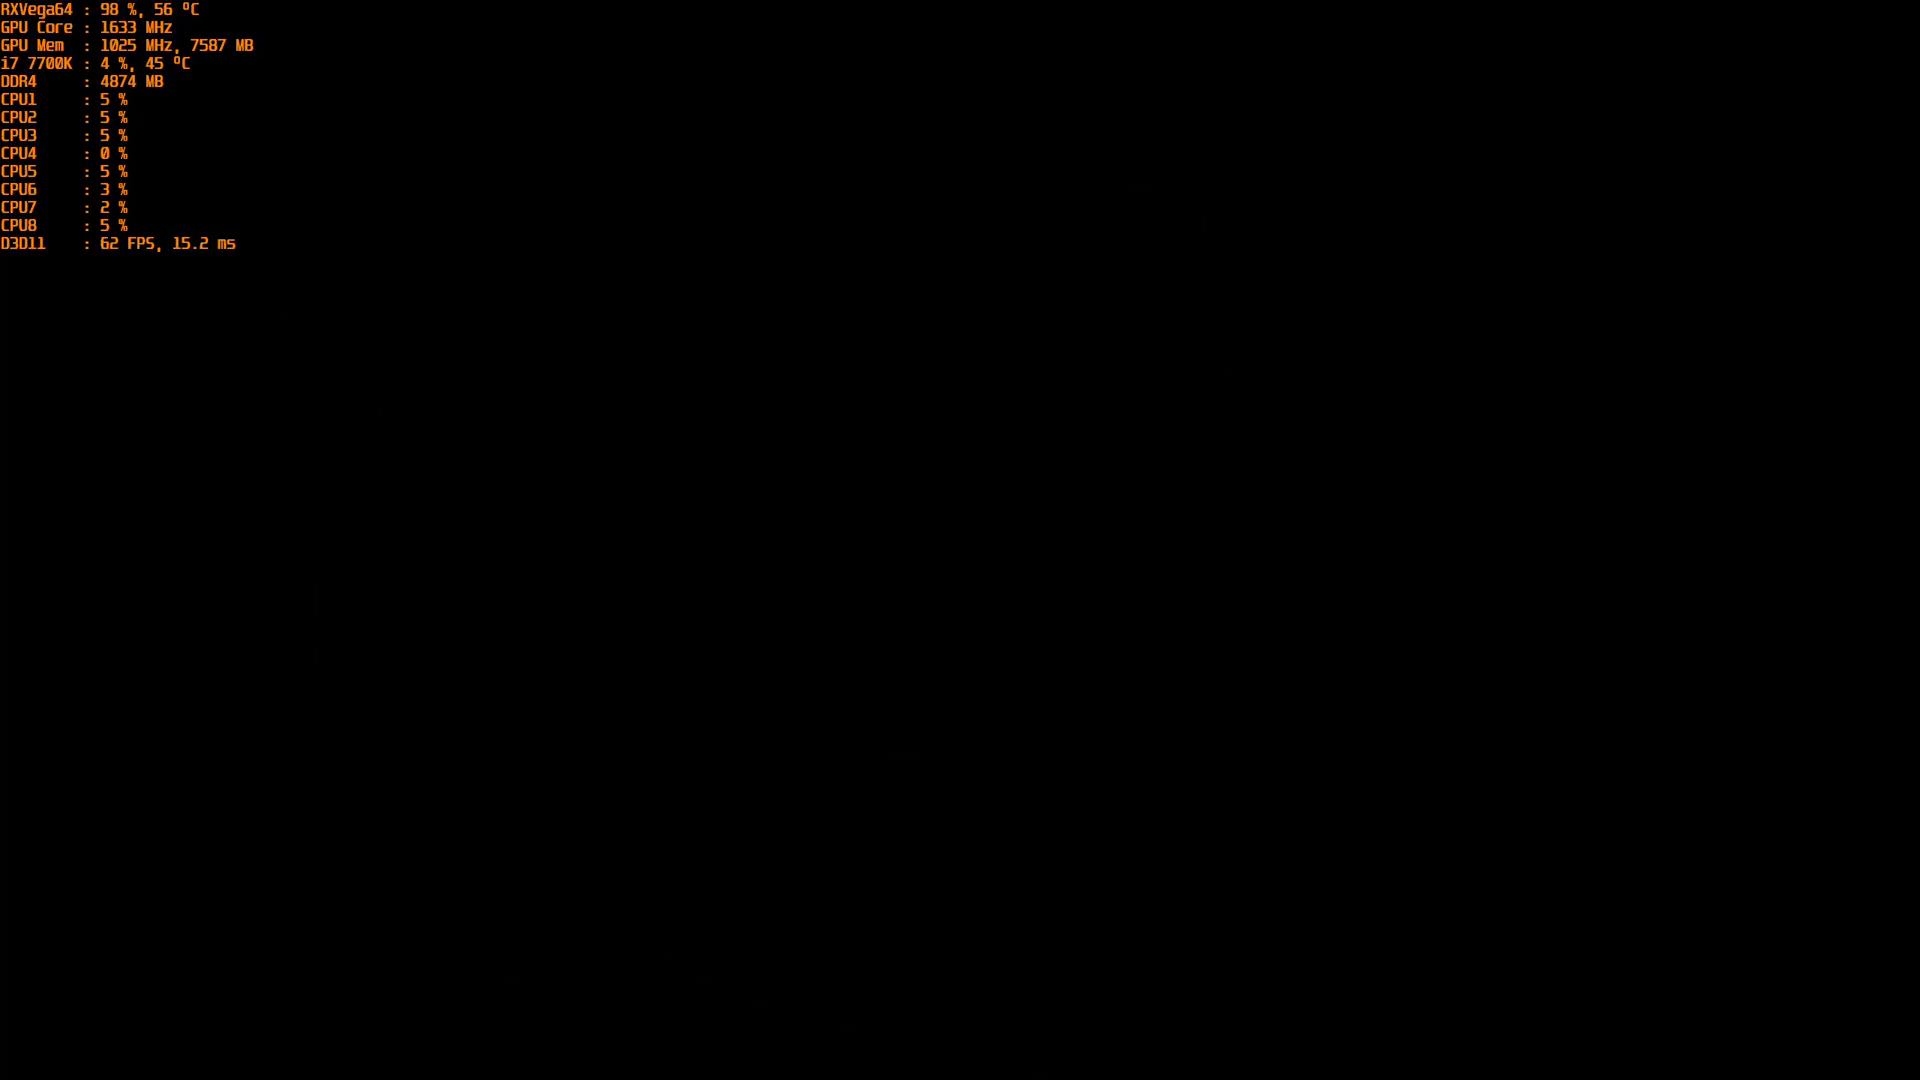 RXVega64 : 98 %, 56 ºC
GPU Core : 1633 MHz
GPU Mem : 1025 MHz, 7587 MB
i7 7700K : 4 %, 45 ºC
DDR4 : 4874 MB
CPU1 : 5 %
CPU2 : 5 %
CPU3 : 5 %
CPU4 : 0 %
CPU5 : 5 %
CPU6 : 3 %
CPU7 : 2 %
CPU8 : 5 %
D3D11 : 62 FPS, 15.2 ms